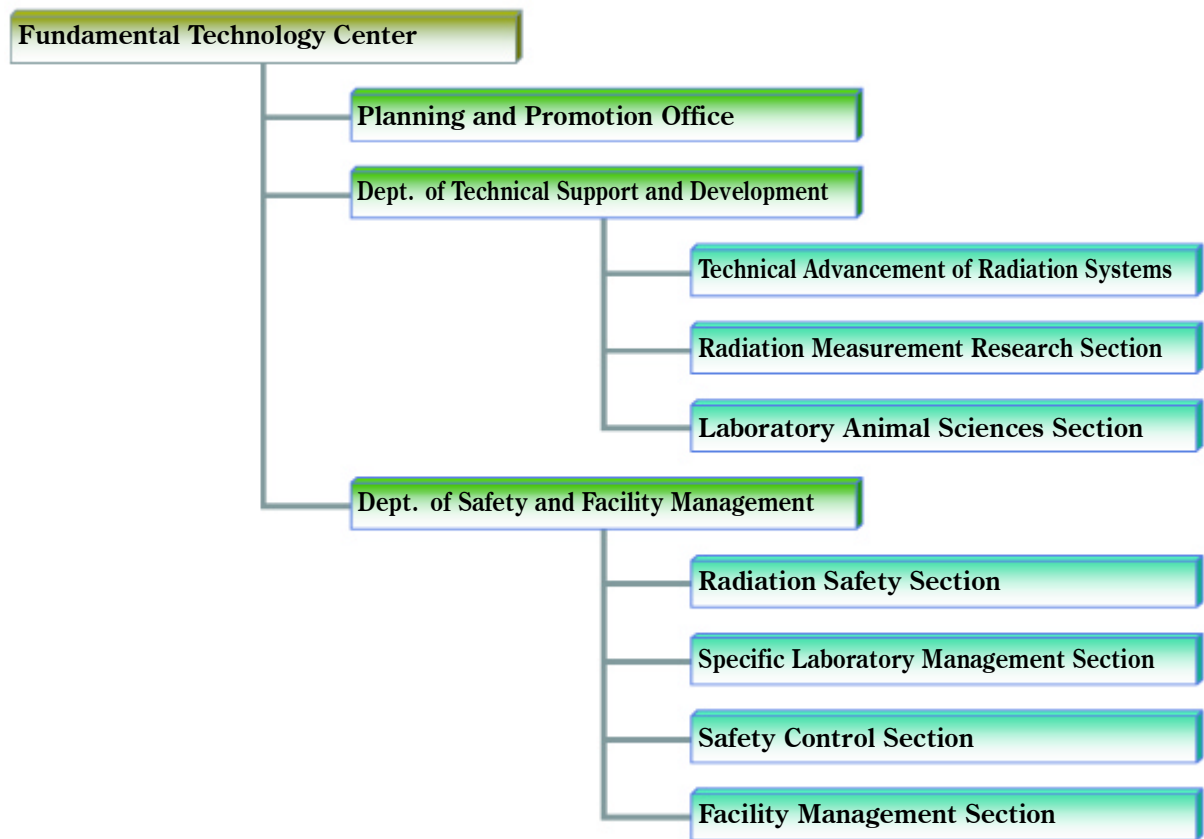 Fundamental Technology Center
Planning and Promotion Office
Dept. of Technical Support and Development
Technical Advancement of Radiation Systems
Radiation Measurement Research Section
Laboratory Animal Sciences Section
Dept. of Safety and Facility Management
Radiation Safety Section
Specific Laboratory Management Section
Safety Control Section
Facility Management Section